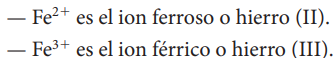 — Fe²⁺ es el ion ferroso o hierro (II).
— Fe³⁺ es el ion férrico o hierro (III).